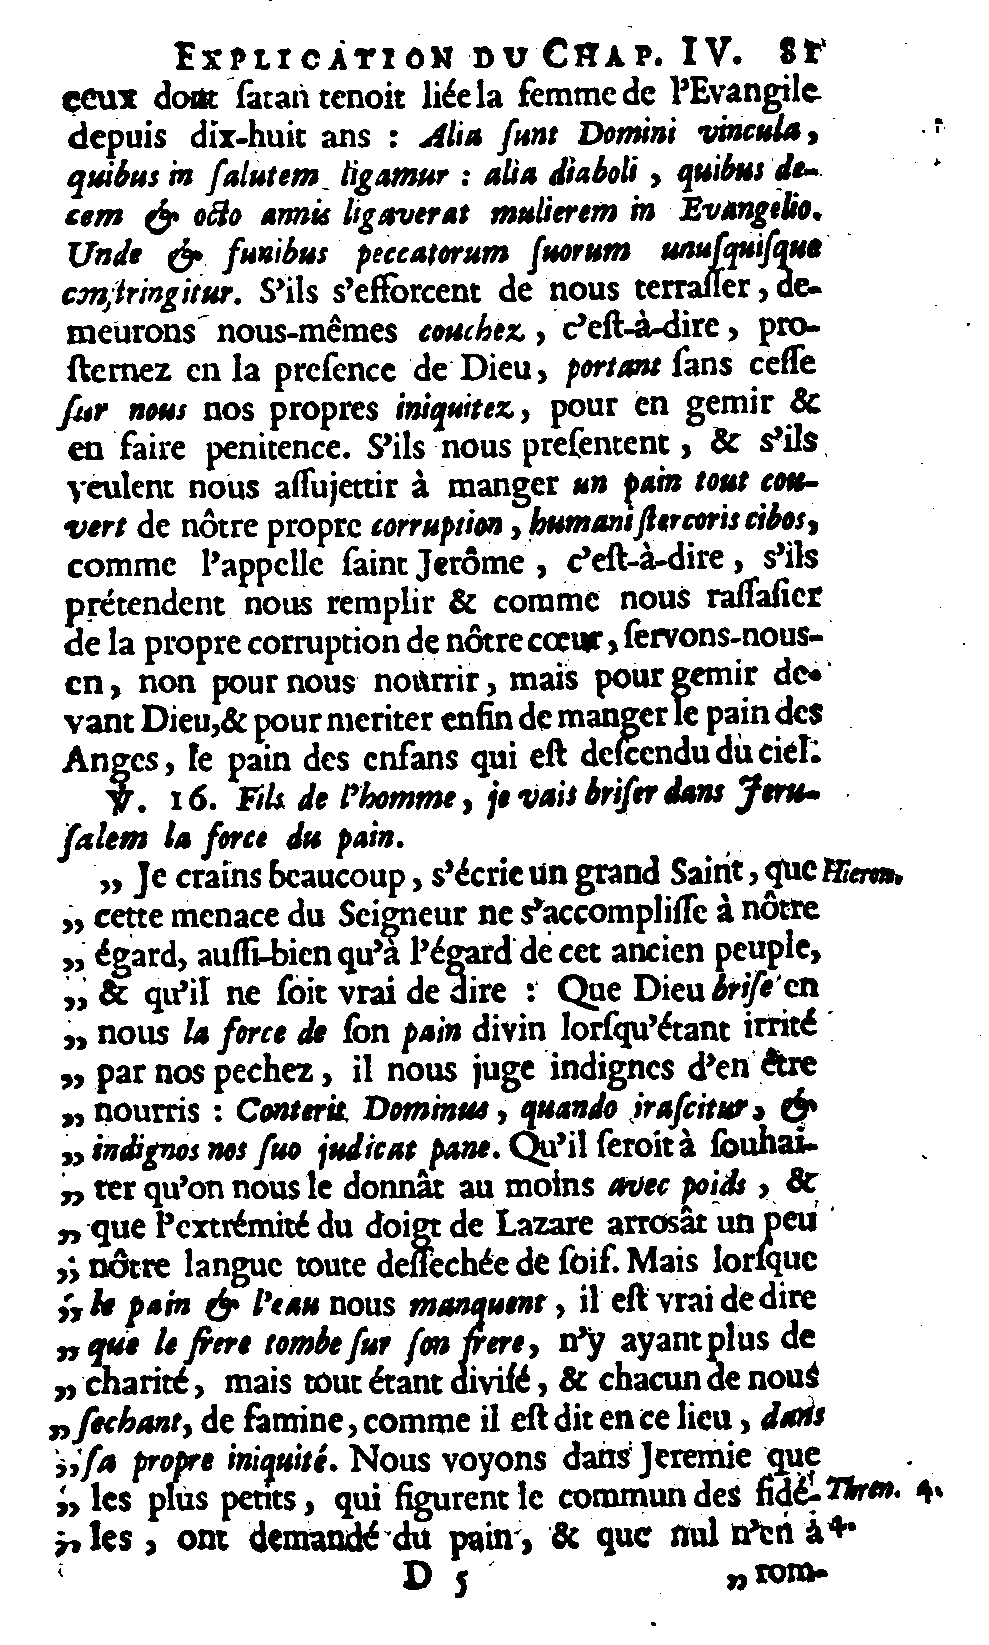 EXPLICATION DU CHAP. IV. 81
ceux dont ſatan tenoit liée la femme de l'Evangile
depuis dix-huit ans : Alia ſunt Domini vincula,
quibus in ſalutem ligamur : alia diaboli, quibus de-
cem & octo annis ligaverat mulierem in Evangelio.
Unde & funibus peccatorum ſuorum unuſquiſque
conſtringitur. S'ils s'efforcent de nous terraſſer, de-
meurons nous-mêmes couchez, c'eſt-à-dire, pro-
ſternez en la preſence de Dieu, portant ſans ceſſe
ſur nous nos propres iniquitez, pour en gemir &
en faire penitence. S'ils nous preſentent, & s'ils
veulent nous aſſujettir à manger un pain tout cou-
vert de nôtre propre corruption, humani ſtercoris cibos,
comme l'appelle ſaint Jerôme, c'eſt-à-dire, s'ils
prétendent nous remplir & comme nous raſſaſier
de la propre corruption de nôtre cœur, ſervons-nous-
en, non pour nous nourrir, mais pour gemir de-
vant Dieu, & pour meriter enfin de manger le pain des
Anges, le pain des enfans qui eſt deſcendu du ciel.
℣. 16. Fils de l'homme, je vais briſer dans Jeru-
ſalem la force du pain.
„ Je crains beaucoup, s'écrie un grand Saint, que Hieron.
„ cette menace du Seigneur ne s'accompliſſe à nôtre
„ égard, auſſi-bien qu'à l'égard de cet ancien peuple,
„ & qu'il ne ſoit vrai de dire : Que Dieu briſe en
„ nous la force de ſon pain divin lorſqu'étant irrité
„ par nos pechez, il nous juge indignes d'en être
„ nourris : Conterit Dominus, quando iraſcitur, &
„ indignos nos ſuo judicat pane. Qu'il ſeroit à ſouhai-
„ ter qu'on nous le donnât au moins avec poids, &
„ que l'extrémité du doigt de Lazare arrosât un peu
„ nôtre langue toute deſſechée de ſoif. Mais lorſque
„ le pain & l'eau nous manquent, il eſt vrai de dire
„ que le frere tombe ſur ſon frere, n'y ayant plus de
„ charité, mais tout étant diviſé, & chacun de nous
„ ſechant, de famine, comme il eſt dit en ce lieu, dans
„ ſa propre iniquité. Nous voyons dans Jeremie que
„ les plus petits, qui figurent le commun des fidé- Thren. 4.
„ les, ont demandé du pain, & que nul n'en à 4.
D 5 „ rom-